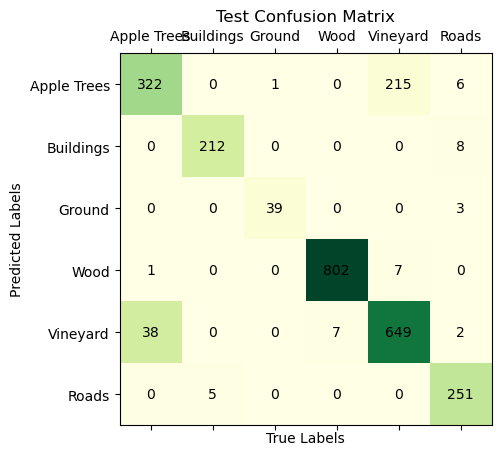 Test Confusion Matrix
Apple Trees Buildings Ground Wood Vineyard Roads
Apple Trees 322 0 1 0 215 6
Buildings 0 212 0 0 0 8
Ground 0 0 39 0 0 3
Wood 1 0 0 802 7 0
Vineyard 38 0 0 7 649 2
Roads 0 5 0 0 0 251
Predicted Labels
True Labels